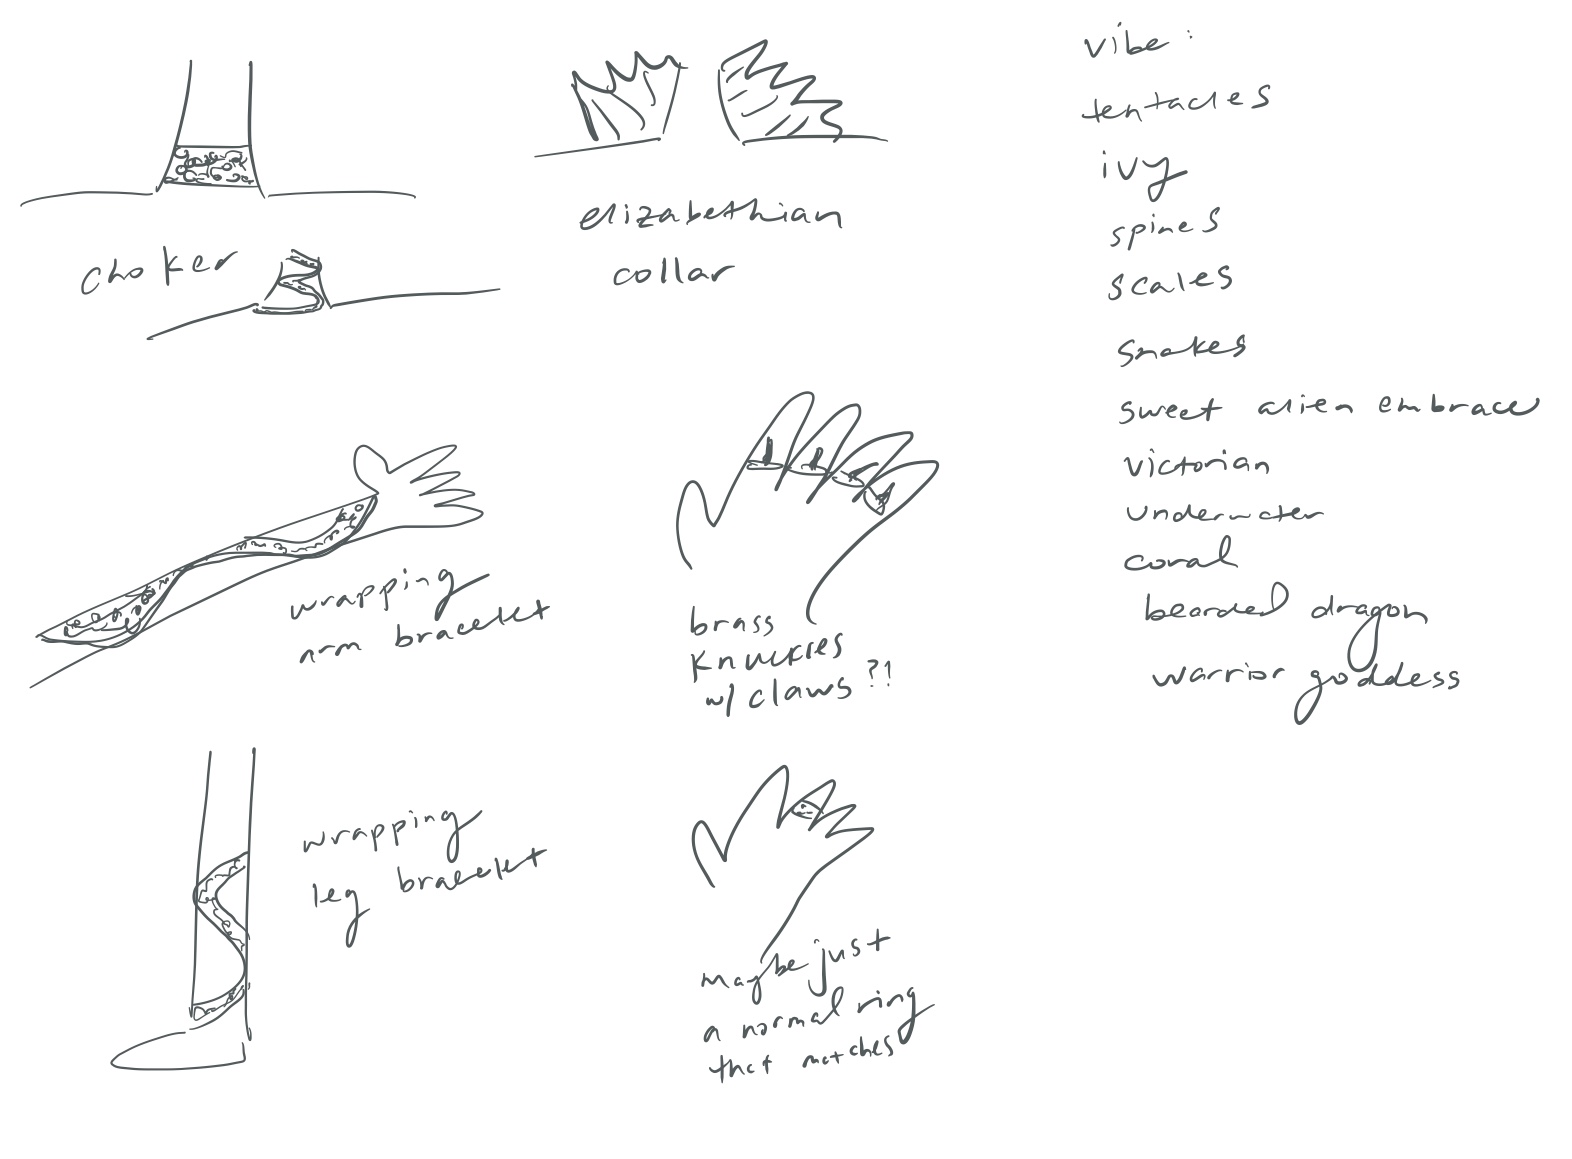 choker
elizabethian
collar
wrapping
arm bracelet
brass
knuckles
w/ claws ?!
wrapping
leg bracelet
maybe just
a normal ring
that matches
vibe :
tentacles
ivy
spines
scales
snakes
sweet alien embrace
victorian
underwater
coral
bearded dragon
warrior goddess